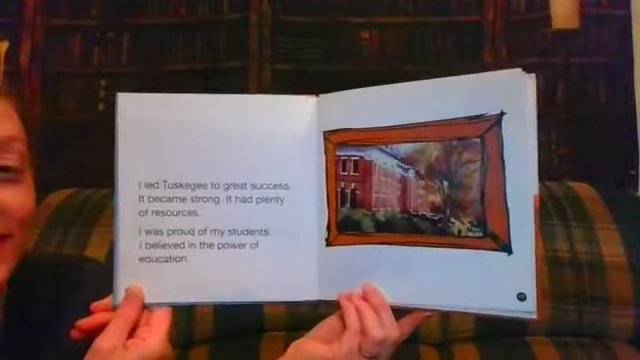 I led Tuskegee to great success.
It became strong. It had plenty
of resources.
I was proud of my students.
I believed in the power of
education.